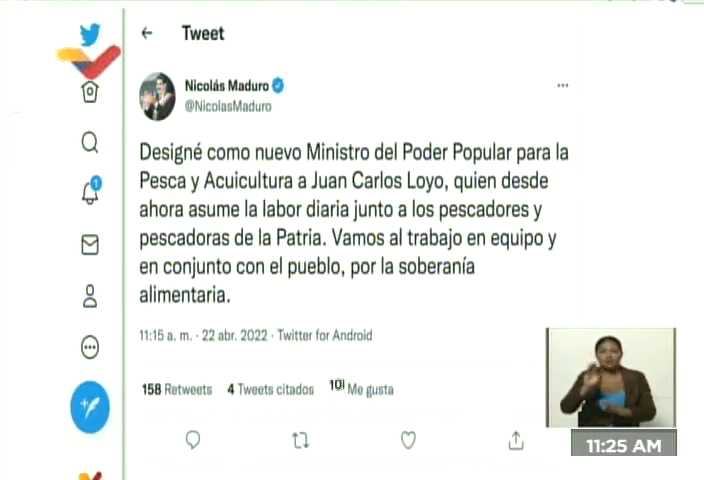 Tweet
Nicolás Maduro
@NicolasMaduro
1
Designé como nuevo Ministro del Poder Popular para la
Pesca y Acuicultura a Juan Carlos Loyo, quien desde
ahora asume la labor diaria junto a los pescadores y
pescadoras de la Patria. Vamos al trabajo en equipo y
en conjunto con el pueblo, por la soberanía
alimentaria.
11:15 a. m. · 22 abr. 2022 · Twitter for Android
158 Retweets 4 Tweets citados Me gusta
11:25 AM